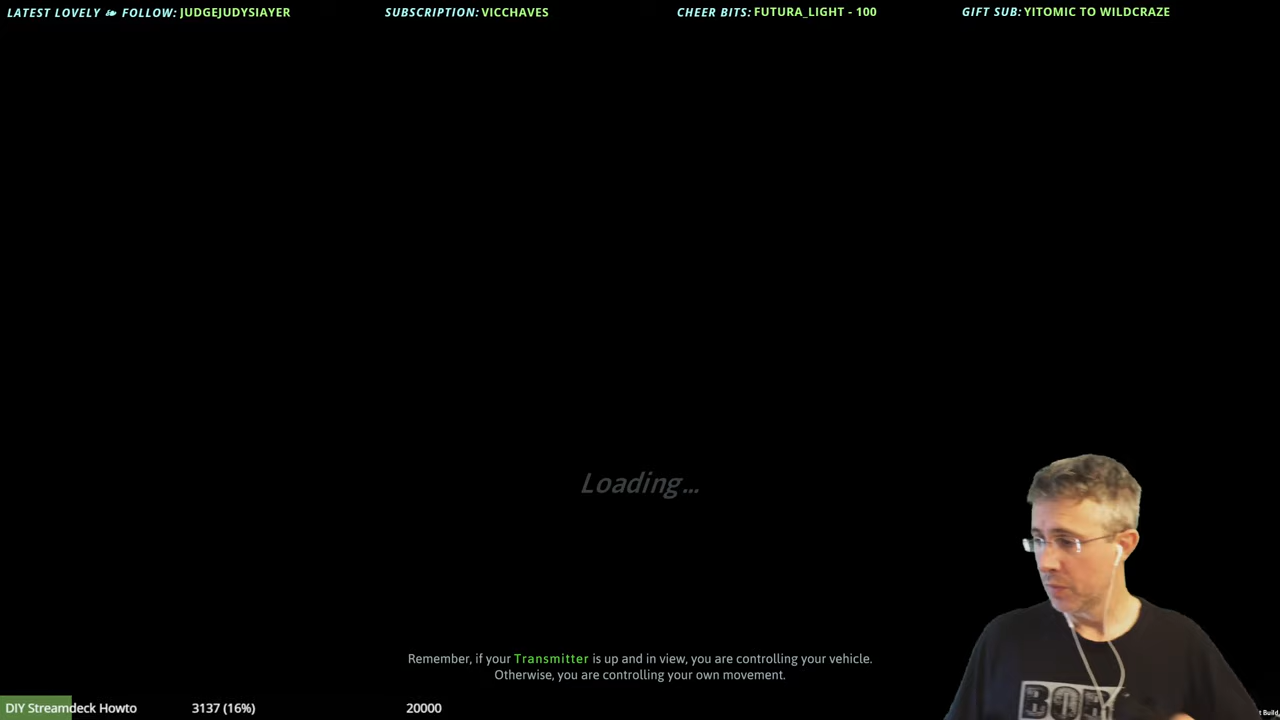 LATEST LOVELY ❧ FOLLOW: JUDGEJUDYSIAYER
SUBSCRIPTION: VICCHAVES
CHEER BITS: FUTURA_LIGHT - 100
GIFT SUB: YITOMIC TO WILDCRAZE
Loading...
Remember, if your Transmitter is up and in view, you are controlling your vehicle.
Otherwise, you are controlling your own movement.
BOB
t Build
DIY Streamdeck Howto 3137 (16%) 20000